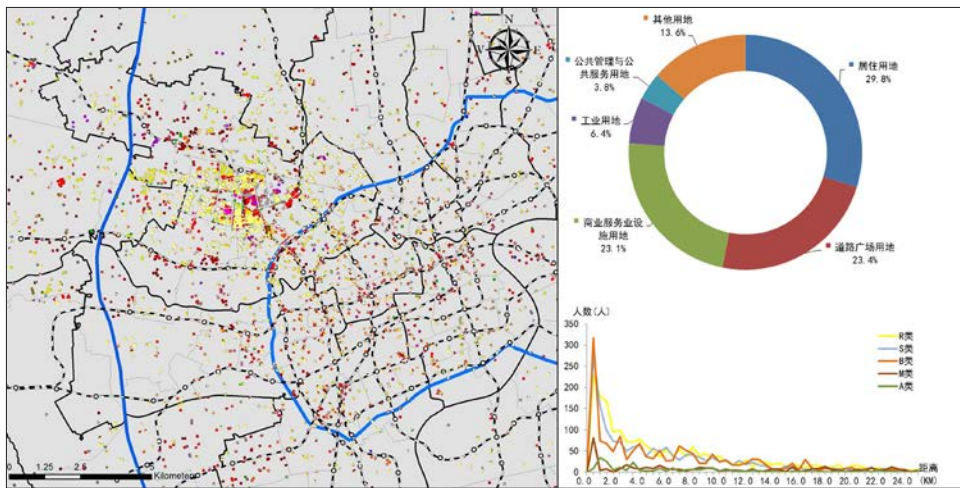 N
W
E
S
0
1.25
2.5
5
Kilometers
其他用地
13.6%
公共管理与公
共服务用地
3.8%
工业用地
6.4%
商业服务业设
施用地
23.1%
居住用地
29.8%
道路广场用地
23.4%
人数(人)
350
300
250
200
150
100
50
0
R类
S类
B类
M类
A类
0.0 2.0 4.0 6.0 8.0 10.0 12.0 14.0 16.0 18.0 20.0 22.0 24.0
距离
(KM)